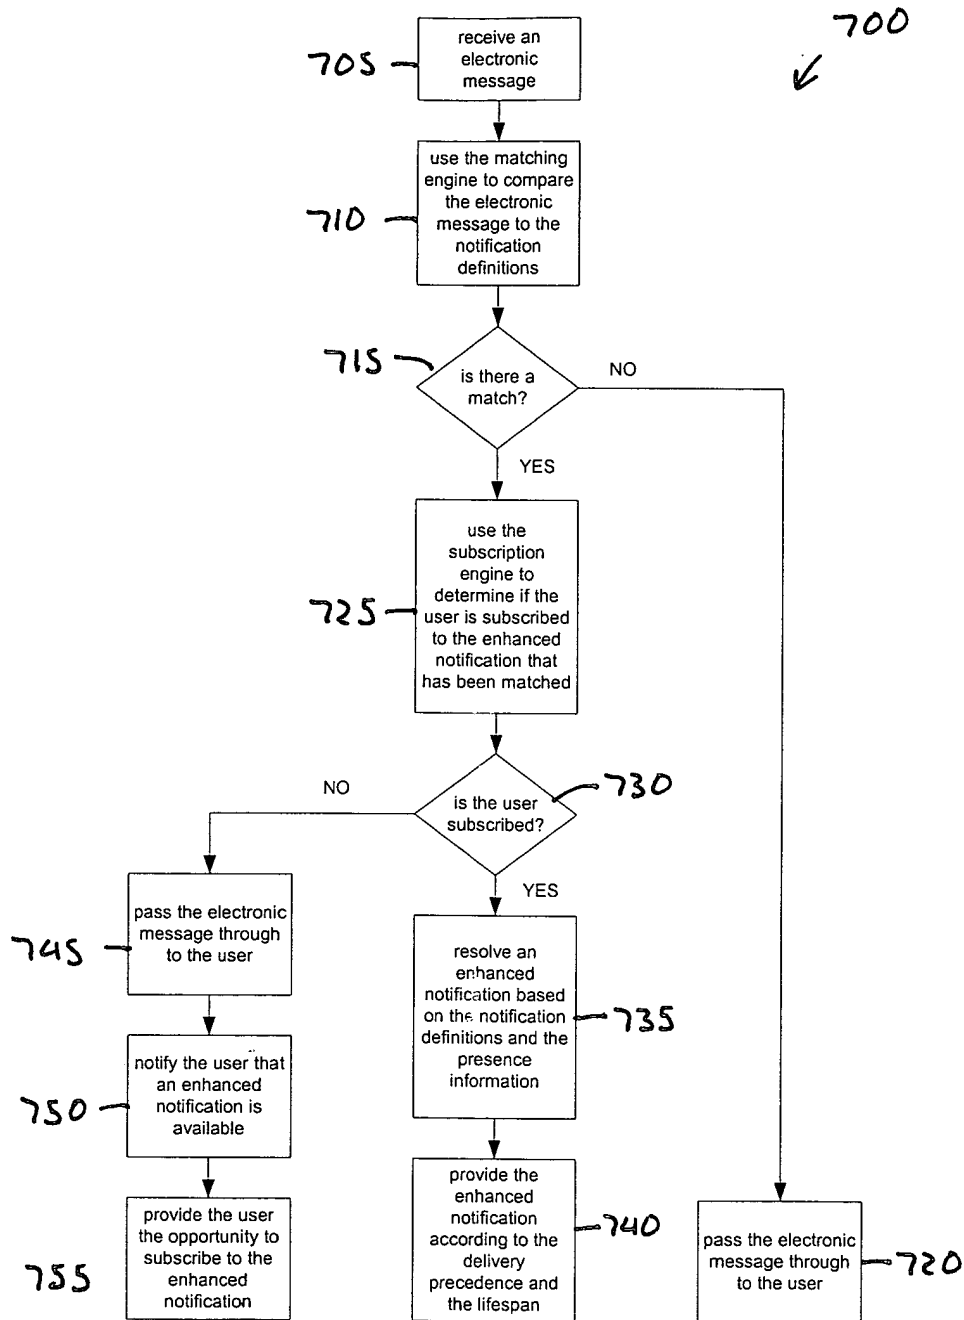 700
705
receive an
electronic
message
710
use the matching
engine to compare
the electronic
message to the
notification
definitions
715
is there a
match?
NO
YES
725
use the
subscription
engine to
determine if the
user is subscribed
to the enhanced
notification that
has been matched
NO
is the user
subscribed?
730
YES
745
pass the electronic
message through
to the user
resolve an
enhanced
notification based
on the notification
definitions and the
presence
information
735
750
notify the user that
an enhanced
notification is
available
755
provide the user
the opportunity to
subscribe to the
enhanced
notification
provide the
enhanced
notification
according to the
delivery
precedence and
the lifespan
740
pass the electronic
message through
to the user
720